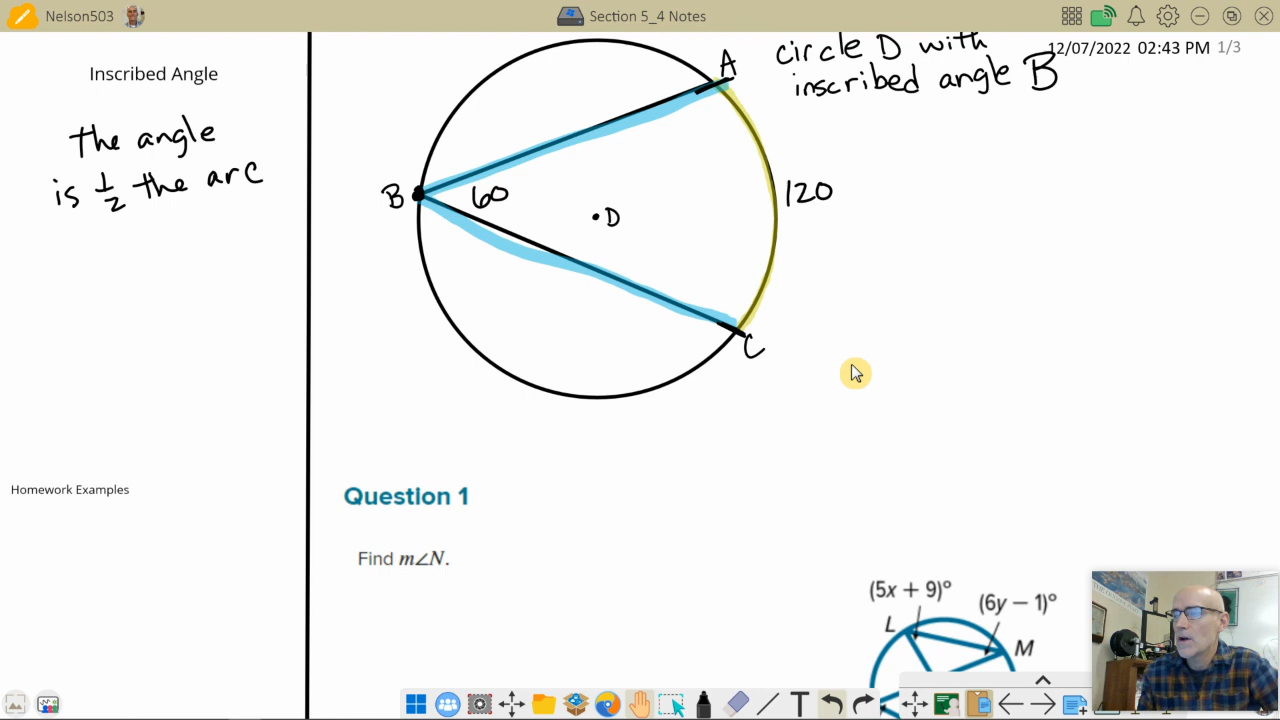 Nelson503
Section 5_4 Notes
12/07/2022 02:43 PM 1/3
Inscribed Angle
the angle
is 1/2 the arc
circle D with
inscribed angle B
A
B
60
D
120
C
Homework Examples
Question 1
Find m∠N.
(5x + 9)°
(6y − 1)°
L
M